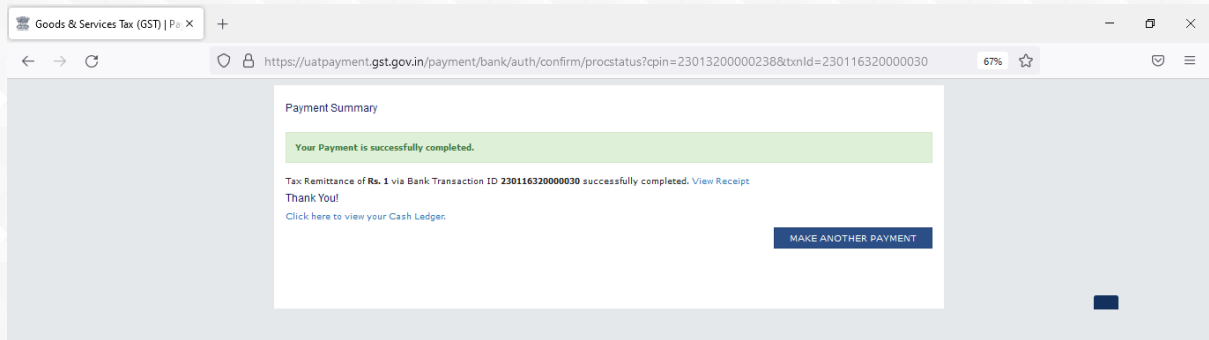 Goods & Services Tax (GST) | Pa
https://uatpayment.gst.gov.in/payment/bank/auth/confirm/procstatus?cpin=23013200000238&txnId=230116320000030
67%
Payment Summary
Your Payment is successfully completed.
Tax Remittance of Rs. 1 via Bank Transaction ID 230116320000030 successfully completed. View Receipt
Thank You!
Click here to view your Cash Ledger.
MAKE ANOTHER PAYMENT